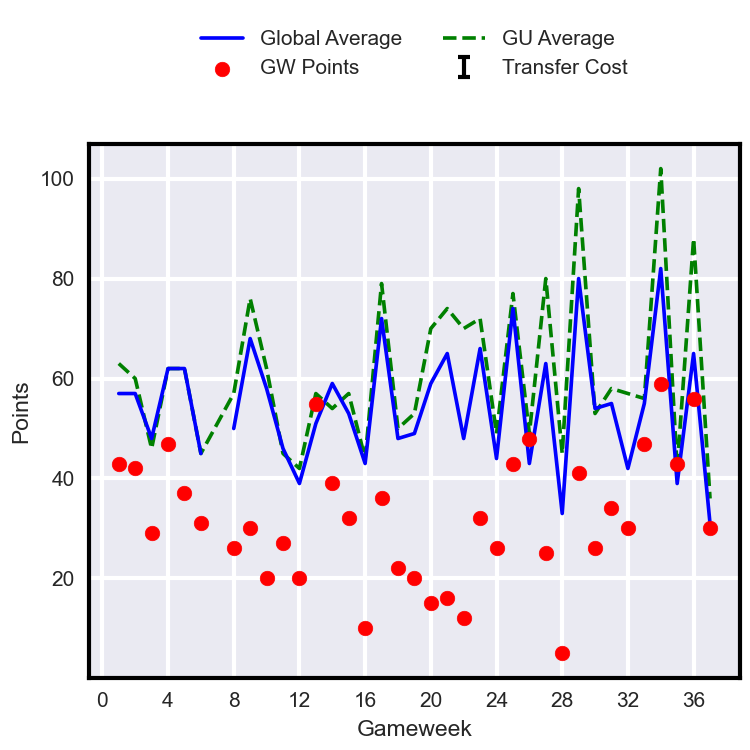 Global Average GU Average
GW Points Transfer Cost
100
80
60
40
20
Points
0 4 8 12 16 20 24 28 32 36
Gameweek